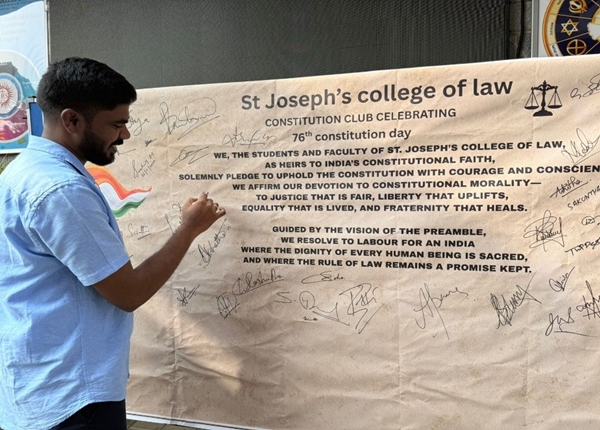 St Joseph's college of law
CONSTITUTION CLUB CELEBRATING
76th constitution day
WE, THE STUDENTS AND FACULTY OF ST. JOSEPH'S COLLEGE OF LAW,
AS HEIRS TO INDIA'S CONSTITUTIONAL FAITH,
SOLEMNLY PLEDGE TO UPHOLD THE CONSTITUTION WITH COURAGE AND CONSCIEN
WE AFFIRM OUR DEVOTION TO CONSTITUTIONAL MORALITY—
TO JUSTICE THAT IS FAIR, LIBERTY THAT UPLIFTS,
EQUALITY THAT IS LIVED, AND FRATERNITY THAT HEALS.
GUIDED BY THE VISION OF THE PREAMBLE,
WE RESOLVE TO LABOUR FOR AN INDIA
WHERE THE DIGNITY OF EVERY HUMAN BEING IS SACRED,
AND WHERE THE RULE OF LAW REMAINS A PROMISE KEPT.